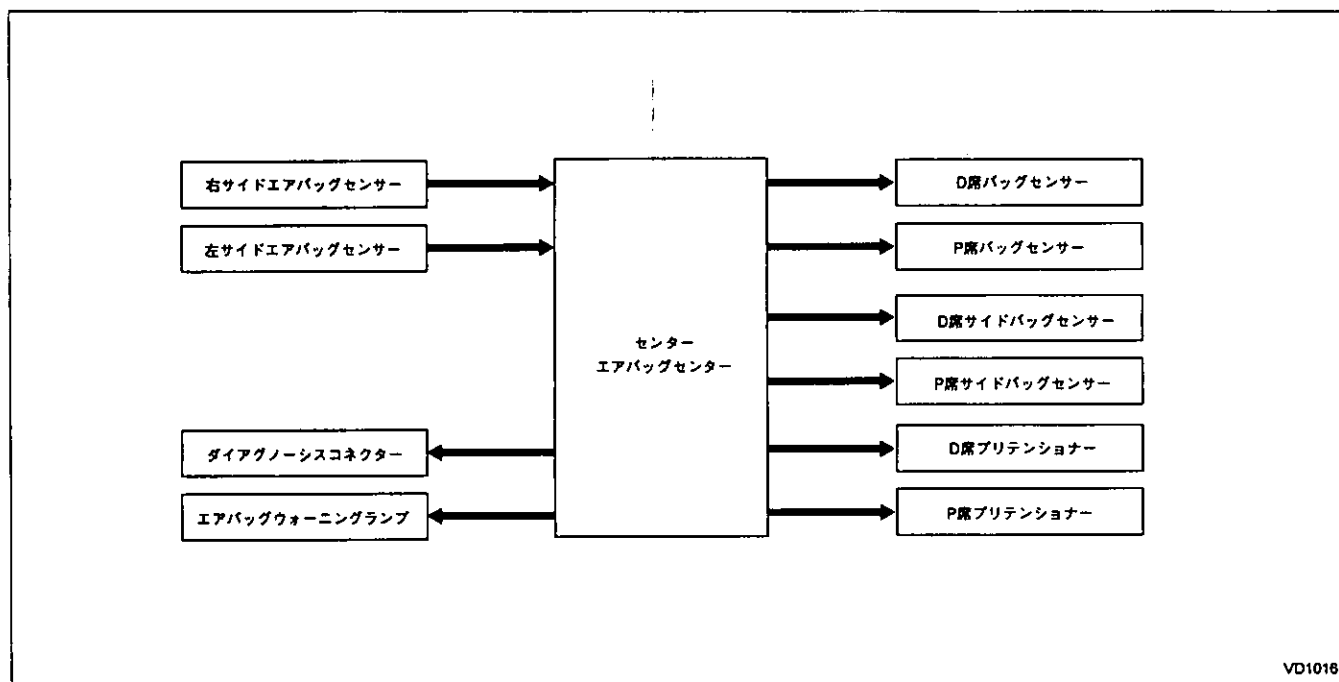 右サイドエアバッグセンサー
左サイドエアバッグセンサー
ダイアグノーシスコネクター
エアバッグウォーニングランプ
センター
エアバッグセンター
D席バッグセンサー
P席バッグセンサー
D席サイドバッグセンサー
P席サイドバッグセンサー
D席プリテンショナー
P席プリテンショナー
VD1016